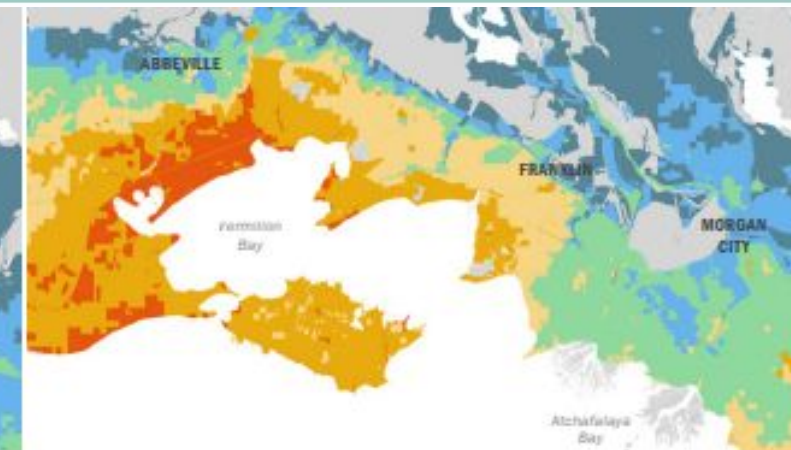 ABBEVILLE
FRANKLIN
MORGAN
CITY
Vermilion
Bay
Atchafalaya
Bay